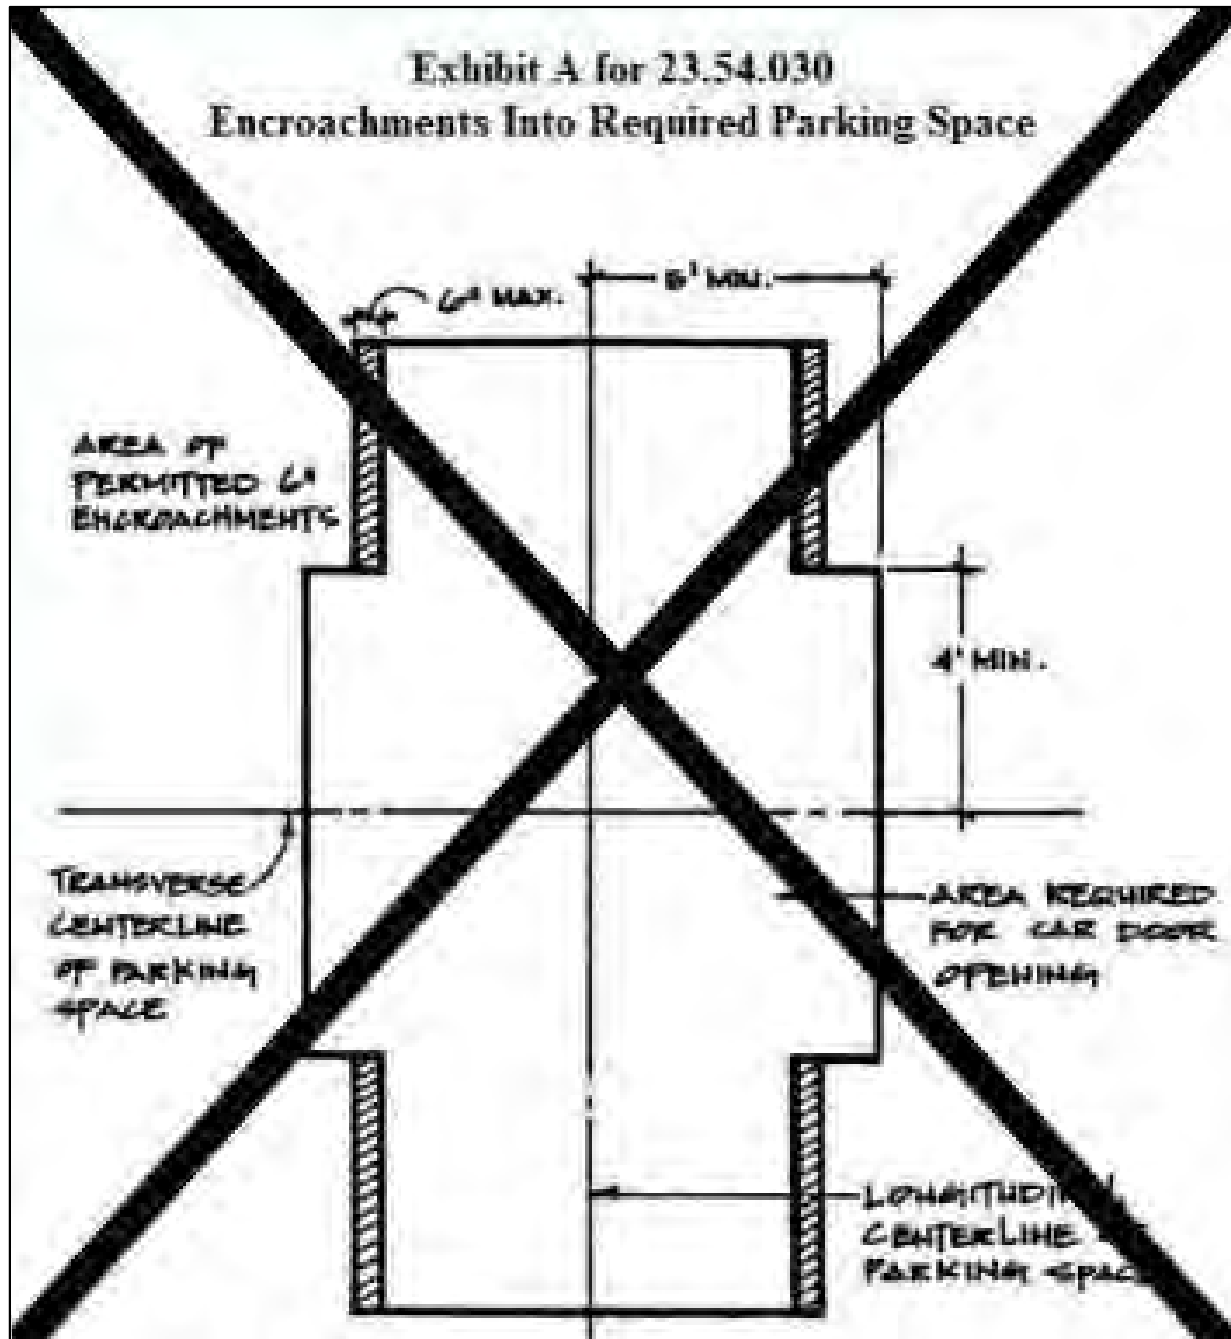 Exhibit A for 23.54.030
Encroachments Into Required Parking Space
6" MAX.
5' MIN.
AREA OF
PERMITTED 6"
ENCROACHMENTS
4' MIN.
TRANSVERSE
CENTERLINE
OF PARKING
SPACE
AREA REQUIRED
FOR CAR DOOR
OPENING
CENTERLINE
PARKING SPACE